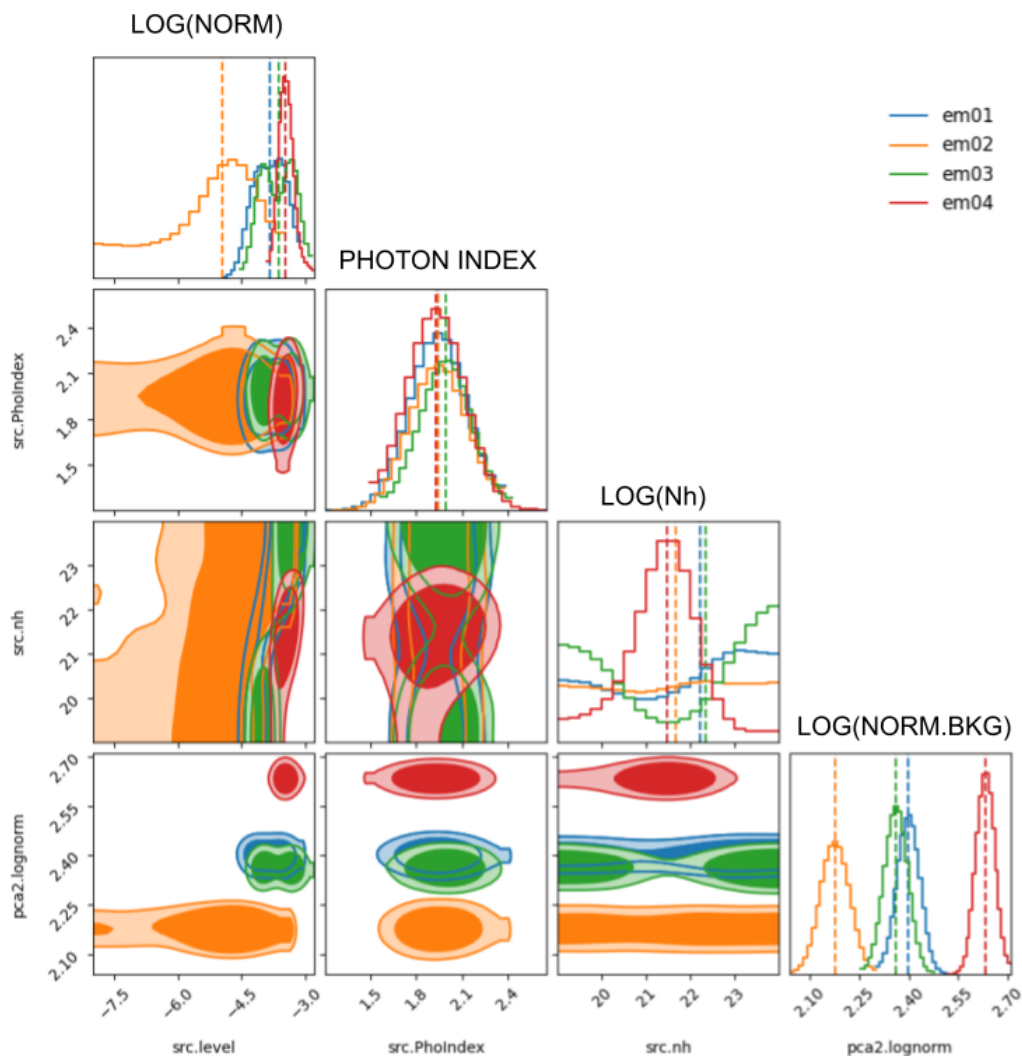 LOG(NORM)
em01
em02
em03
em04
PHOTON INDEX
src.PhoIndex
2.4
2.1
1.8
1.5
LOG(Nh)
src.nh
23
22
21
20
LOG(NORM.BKG)
pca2.lognorm
2.70
2.55
2.40
2.25
2.10
−7.5 −6.0 −4.5 −3.0
1.5 1.8 2.1 2.4
20 21 22 23
2.10 2.25 2.40 2.55 2.70
src.level src.PhoIndex src.nh pca2.lognorm